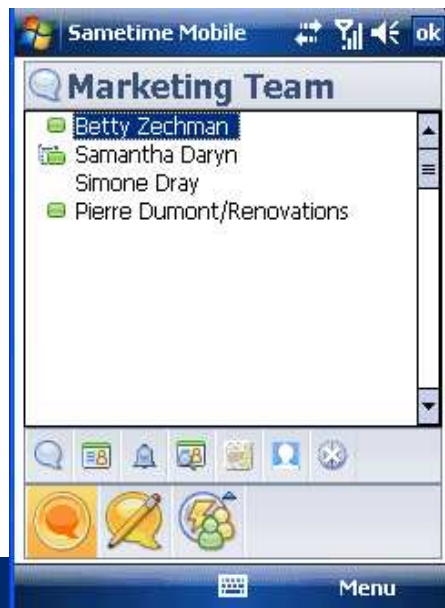 Sametime Mobile
ok
Marketing Team
Betty Zechman
Samantha Daryn
Simone Dray
Pierre Dumont/Renovations
Menu